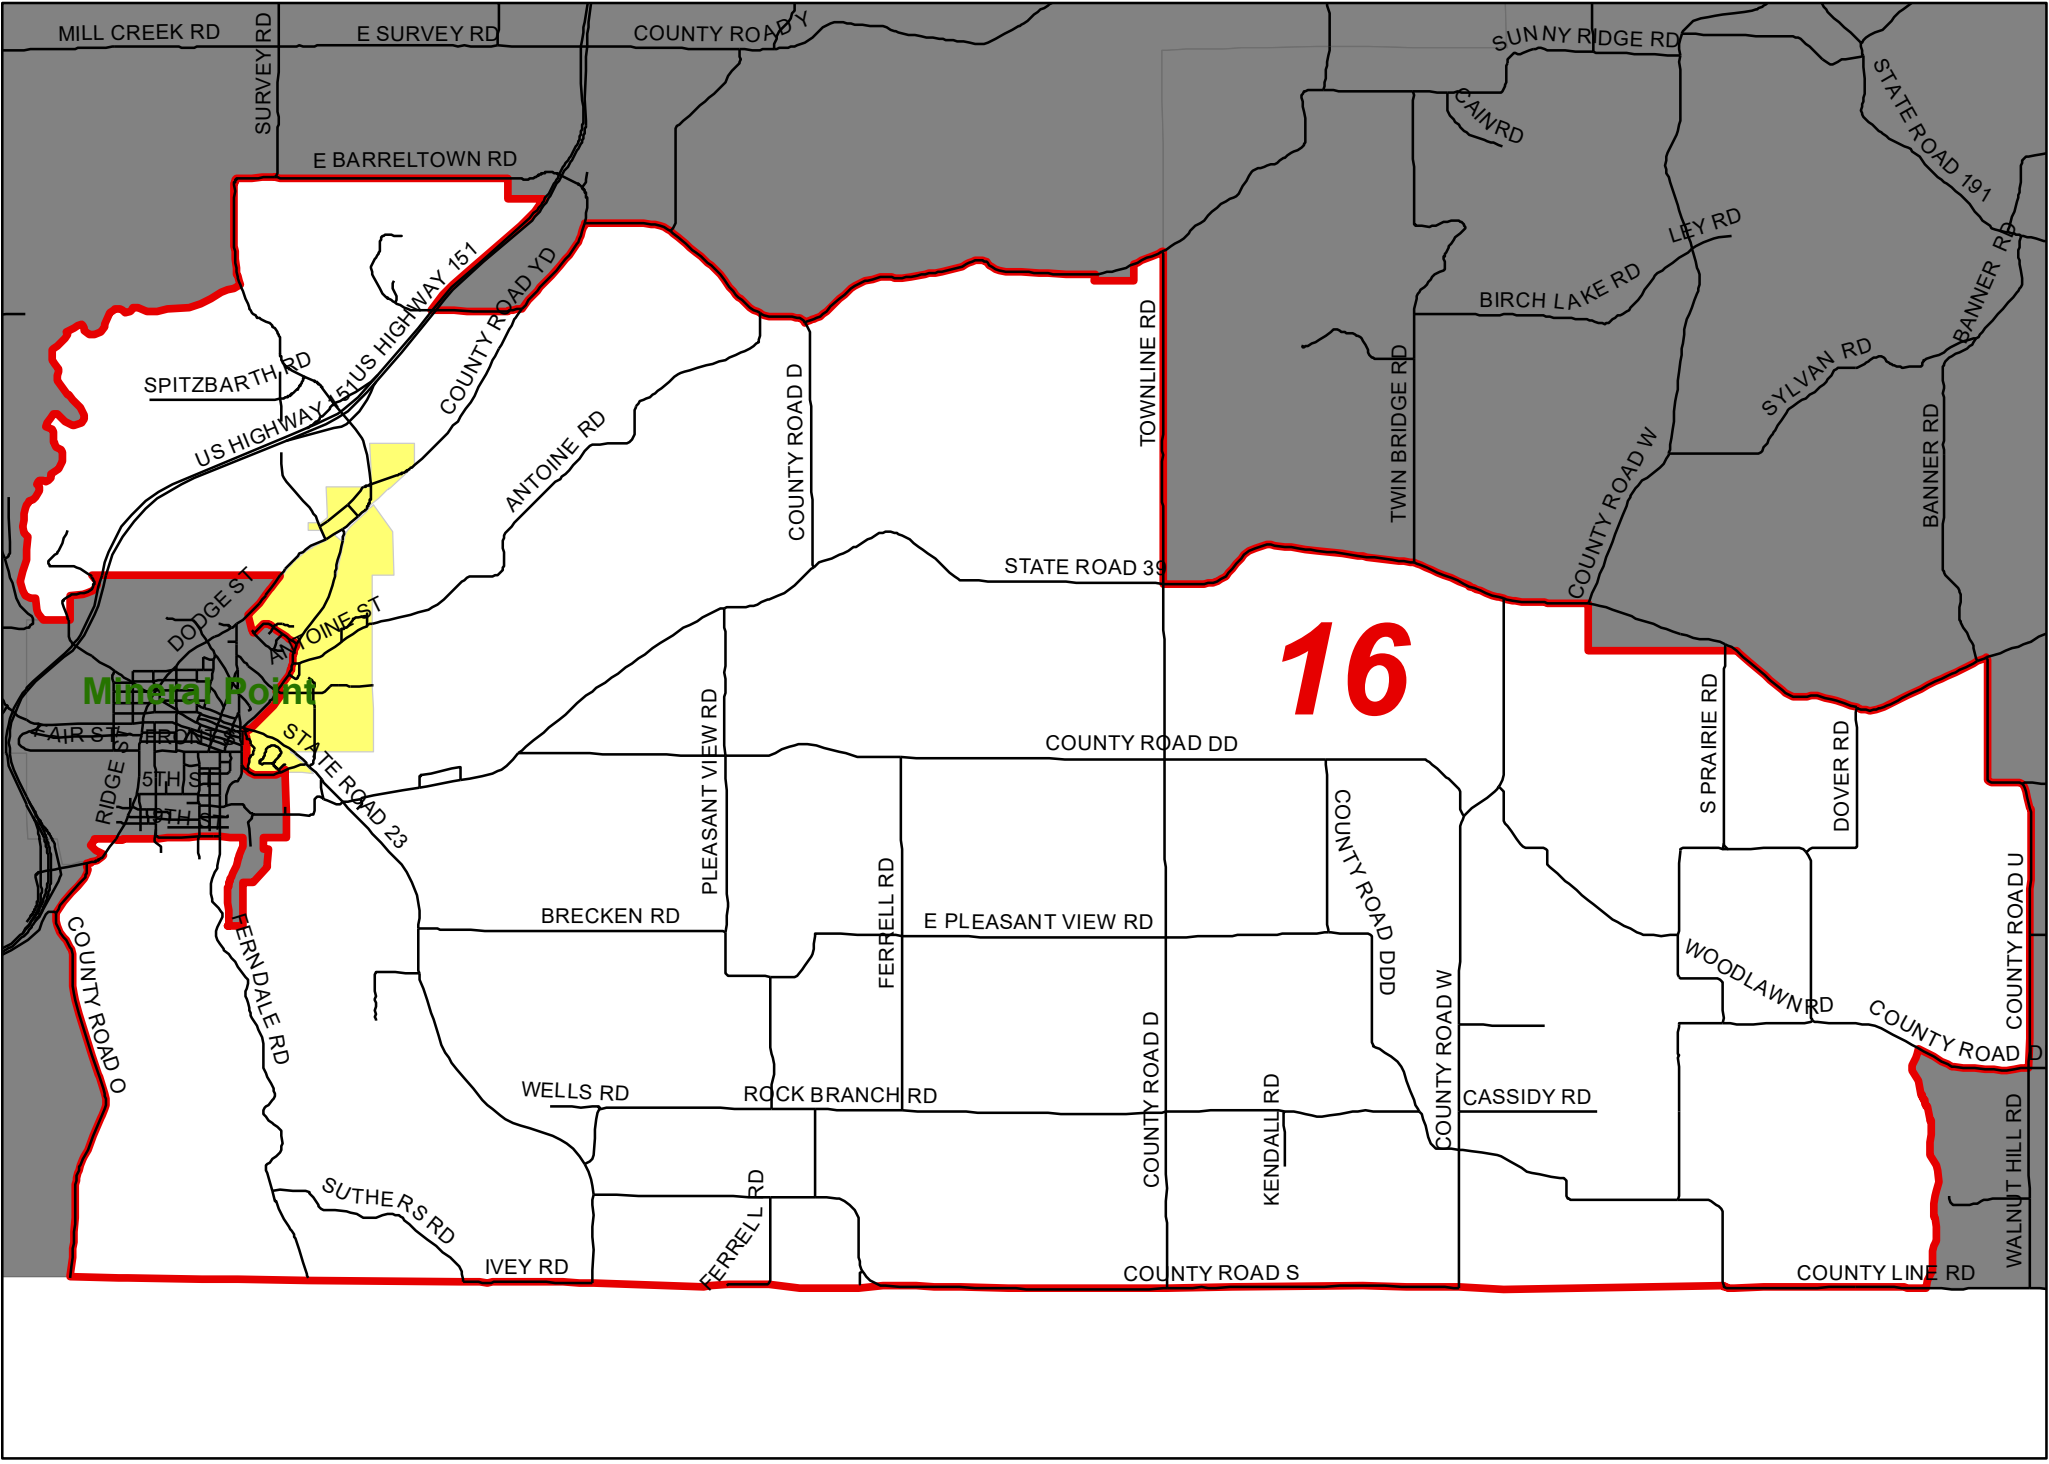 MILL CREEK RD
SURVEY RD
E SURVEY RD
COUNTY ROAD Y
SUNNY RIDGE RD
CAIN RD
STATE ROAD 191
E BARRELTOWN RD
LEY RD
BANNER RD
BIRCH LAKE RD
US HIGHWAY 151
COUNTY ROAD YD
TOWNLINE RD
SPITZBARTH RD
US HIGHWAY 151
COUNTY ROAD D
TWIN BRIDGE RD
SYLVAN RD
BANNER RD
COUNTY ROAD W
ANTOINE RD
STATE ROAD 39
DODGE ST
ANTOINE ST
16
Mineral Point
FAIR ST
FRONT S
RIDGE ST
5TH ST
STATE ROAD 23
PLEASANT VIEW RD
COUNTY ROAD DD
S PRAIRIE RD
DOVER RD
COUNTY ROAD DDD
FERRELL RD
COUNTY ROAD U
BRECKEN RD
E PLEASANT VIEW RD
COUNTY ROAD O
FERNDALE RD
WOODLAWN RD
COUNTY ROAD D
COUNTY ROAD W
COUNTY ROAD D
WELLS RD
ROCK BRANCH RD
KENDALL RD
CASSIDY RD
WALNUT HILL RD
SUTHERS RD
FERRELL RD
IVEY RD
COUNTY ROAD S
COUNTY LINE RD